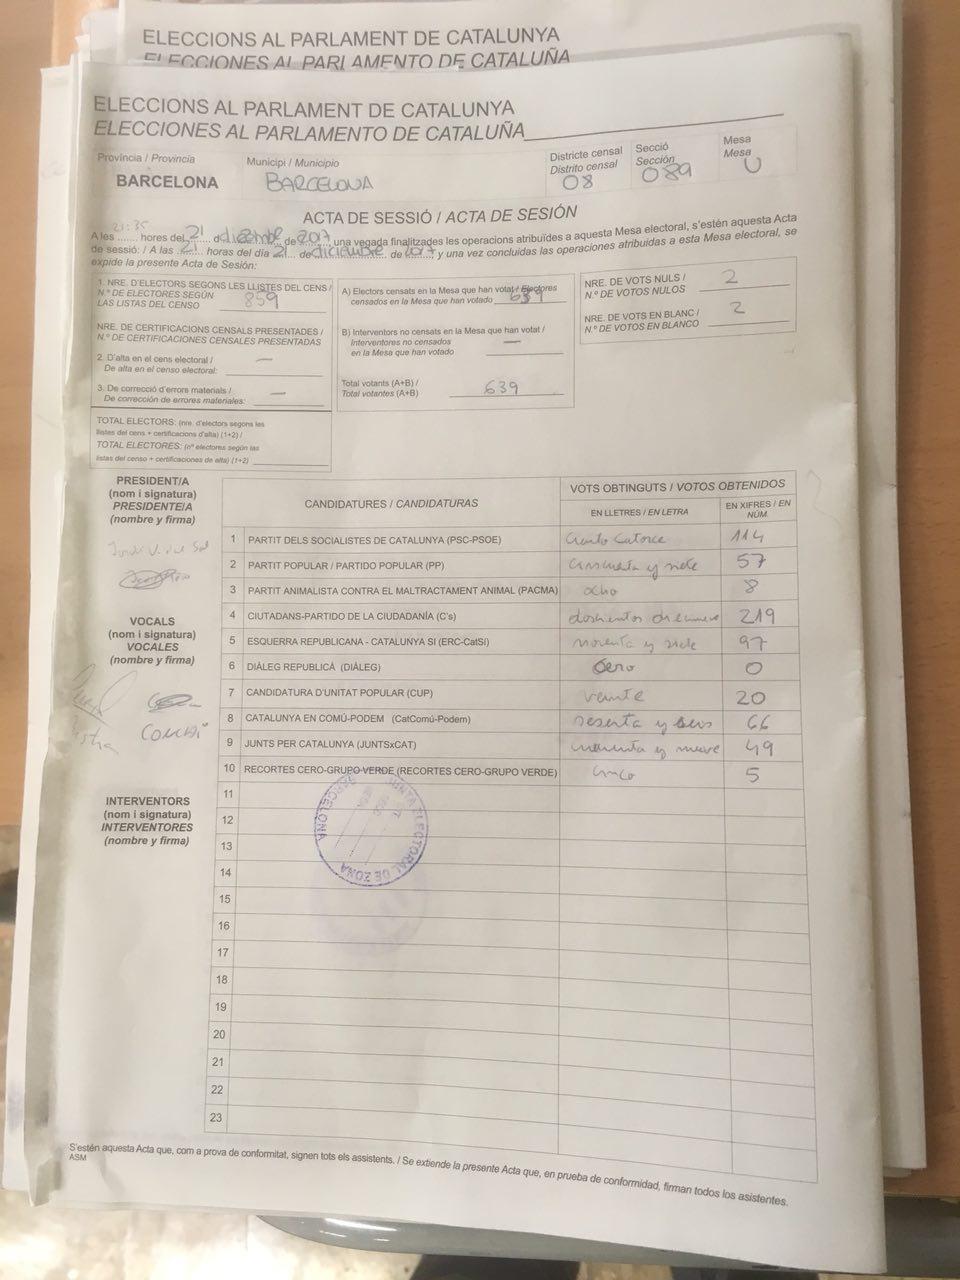 ELECCIONS AL PARLAMENT DE CATALUNYA
ELECCIONES AL PARLAMENTO DE CATALUÑA
ELECCIONS AL PARLAMENT DE CATALUNYA
ELECCIONES AL PARLAMENTO DE CATALUÑA
Província / Provincia
BARCELONA
Municipi / Municipio
BARCELONA
Districte censal
Distrito censal
08
Secció
Sección
089
Mesa
Mesa
U
ACTA DE SESSIÓ / ACTA DE SESIÓN
21:35
A les ....... hores del 21 d diciembre de 2017 una vegada finalitzades les operacions atribuïdes a aquesta Mesa electoral, s'estén aquesta Acta
de sessió: / A las 21 horas del día 21 de diciembre de 2017 y una vez concluidas las operaciones atribuidas a esta Mesa electoral, se
expide la presente Acta de Sesión:
1. NRE. D'ELECTORS SEGONS LES LLISTES DEL CENS /
N.º DE ELECTORES SEGÚN
LAS LISTAS DEL CENSO 859
NRE. DE CERTIFICACIONS CENSALS PRESENTADES /
N.º DE CERTIFICACIONES CENSALES PRESENTADAS
2. D'alta en el cens electoral /
De alta en el censo electoral: —
3. De correcció d'errors materials /
De corrección de errores materiales: —
TOTAL ELECTORS: (nre. d'electors segons les
llistes del cens + certificacions d'alta) (1+2) /
TOTAL ELECTORES: (nº electores según las
listas del censo + certificaciones de alta) (1+2)
A) Electors censats en la Mesa que han votat / Electores
censados en la Mesa que han votado 639
B) Interventors no censats en la Mesa que han votat /
Interventores no censados
en la Mesa que han votado —
Total votants (A+B) /
Total votantes (A+B) 639
NRE. DE VOTS NULS /
N.º DE VOTOS NULOS 2
NRE. DE VOTS EN BLANC /
N.º DE VOTOS EN BLANCO 2
PRESIDENT/A
(nom i signatura)
PRESIDENTE/A
(nombre y firma)
VOCALS
(nom i signatura)
VOCALES
(nombre y firma)
INTERVENTORS
(nom i signatura)
INTERVENTORES
(nombre y firma)
CANDIDATURES / CANDIDATURAS
VOTS OBTINGUTS / VOTOS OBTENIDOS
EN LLETRES / EN LETRA
EN XIFRES / EN NÚM.
1 PARTIT DELS SOCIALISTES DE CATALUNYA (PSC-PSOE) Ciento Catorce 114
2 PARTIT POPULAR / PARTIDO POPULAR (PP) cincuenta y siete 57
3 PARTIT ANIMALISTA CONTRA EL MALTRACTAMENT ANIMAL (PACMA) ocho 8
4 CIUTADANS-PARTIDO DE LA CIUDADANÍA (C's) 219
5 ESQUERRA REPUBLICANA - CATALUNYA SI (ERC-CatSí) noventa y siete 97
6 DIÀLEG REPUBLICÀ (DIÀLEG) Cero 0
7 CANDIDATURA D'UNITAT POPULAR (CUP) veinte 20
8 CATALUNYA EN COMÚ-PODEM (CatComú-Podem) sesenta y seis 66
9 JUNTS PER CATALUNYA (JUNTSxCAT) cuarenta y nueve 49
10 RECORTES CERO-GRUPO VERDE (RECORTES CERO-GRUPO VERDE) cinco 5
11
12
13
14
15
16
17
18
19
20
21
22
23
JUNTA ELECTORAL DE ZONA
BARCELONA
S'estén aquesta Acta que, com a prova de conformitat, signen tots els assistents. / Se extiende la presente Acta que, en prueba de conformidad, firman todos los asistentes.
ASM